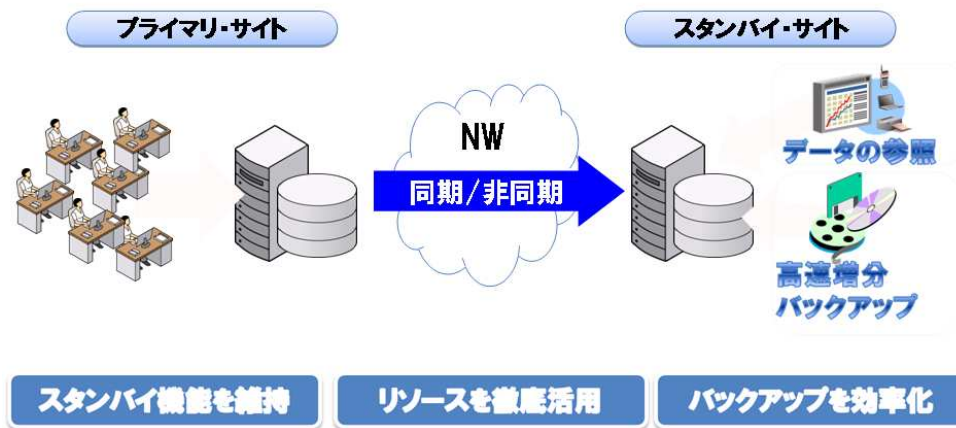 プライマリ・サイト
スタンバイ・サイト
NW
同期/非同期
データの参照
高速増分
バックアップ
スタンバイ機能を維持
リソースを徹底活用
バックアップを効率化